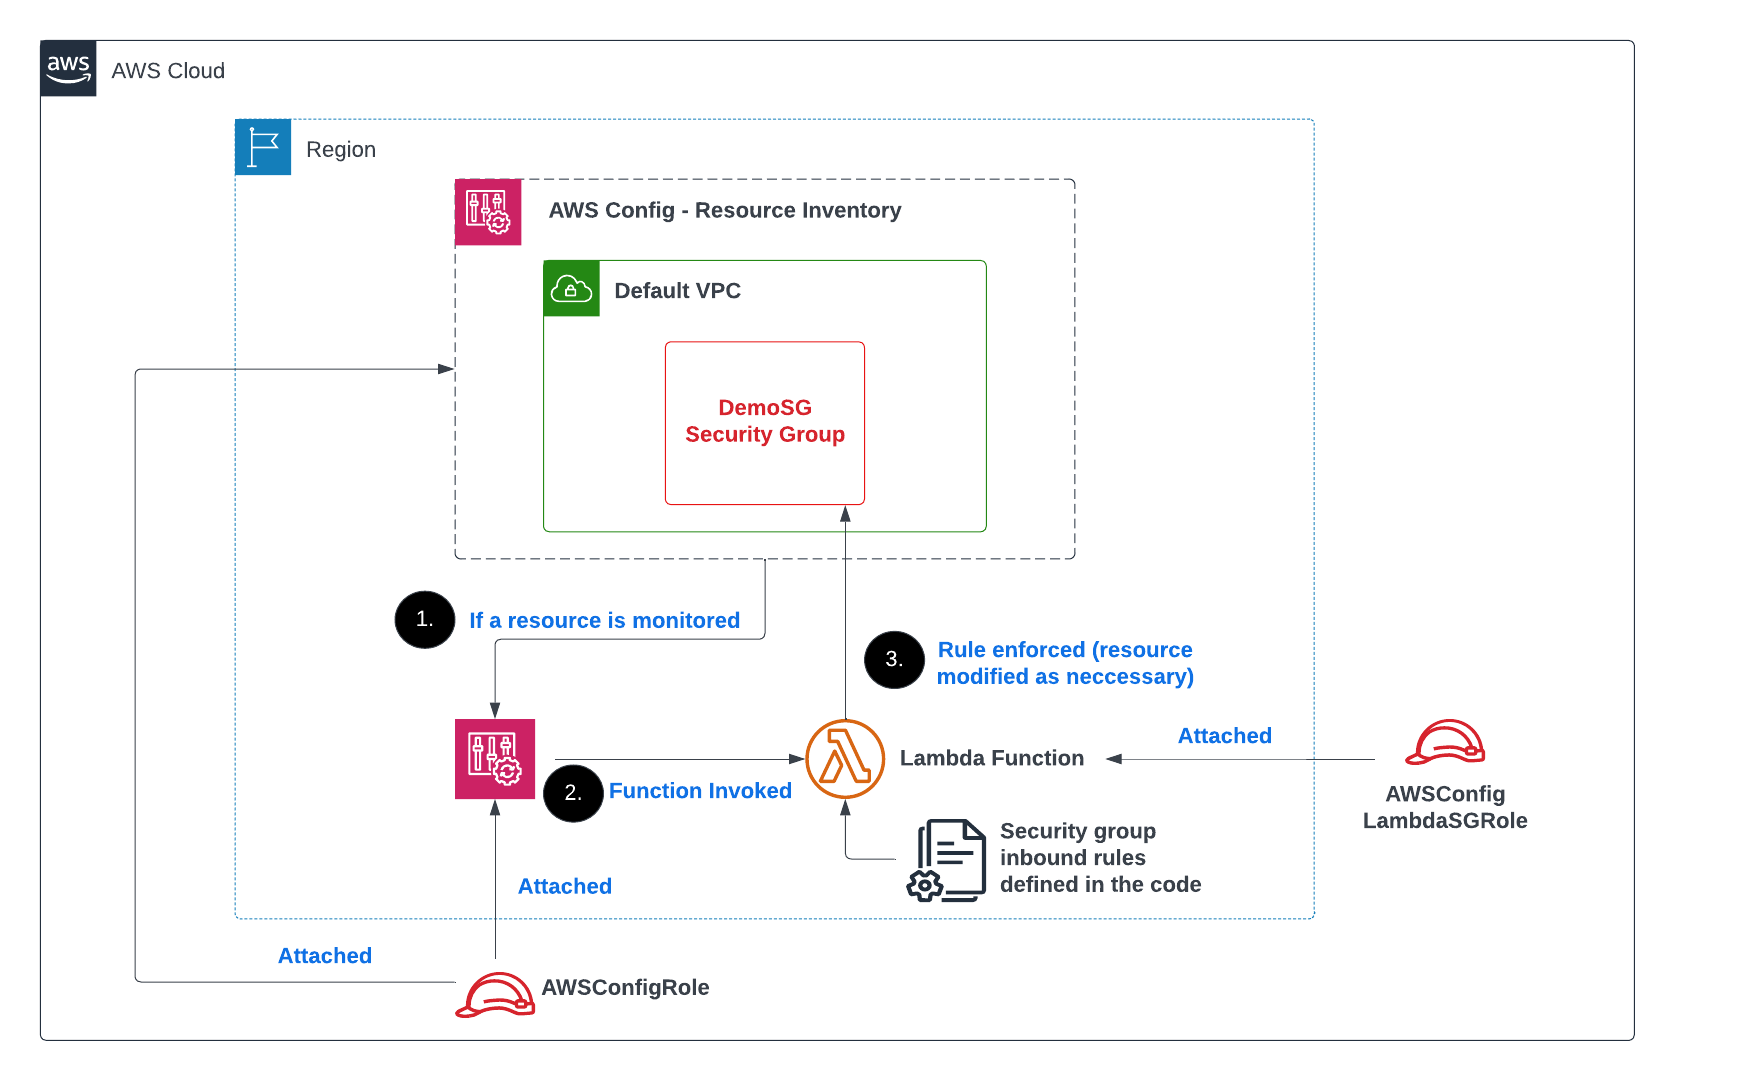 aws
AWS Cloud
Region
AWS Config - Resource Inventory
Default VPC
DemoSG
Security Group
1.
If a resource is monitored
3.
Rule enforced (resource
modified as neccessary)
Attached
Lambda Function
2.
Function Invoked
AWSConfig
LambdaSGRole
Security group
inbound rules
defined in the code
Attached
Attached
AWSConfigRole